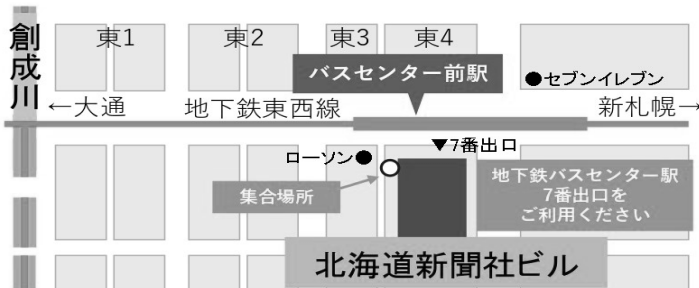 創成川
東1
東2
東3
東4
バスセンター前駅
●セブンイレブン
←大通
地下鉄東西線
新札幌→
▼7番出口
ローソン●
集合場所
地下鉄バスセンター駅
7番出口を
ご利用ください
北海道新聞社ビル